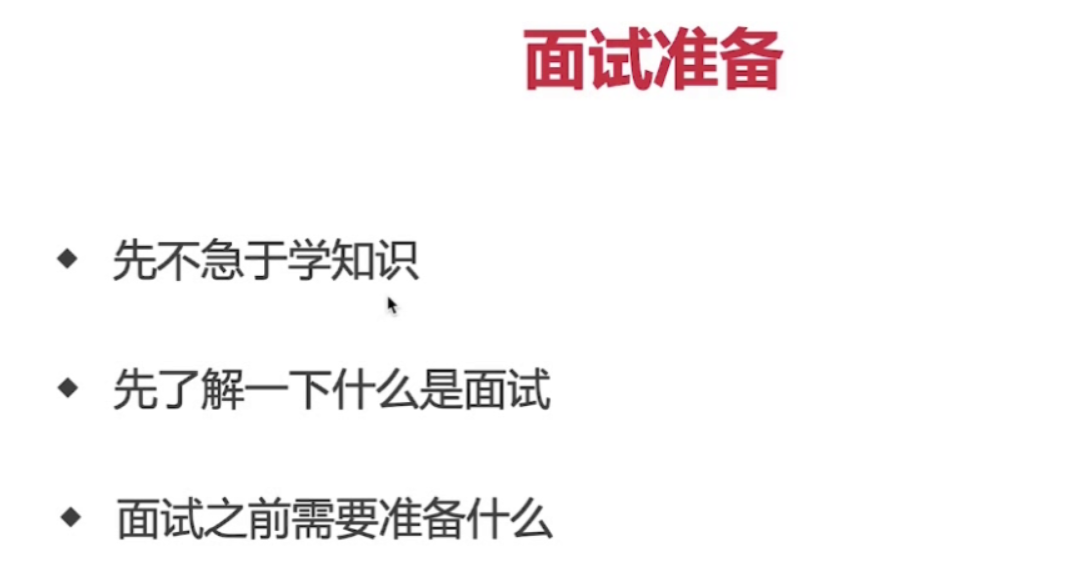 面试准备
先不急于学知识
先了解一下什么是面试
面试之前需要准备什么